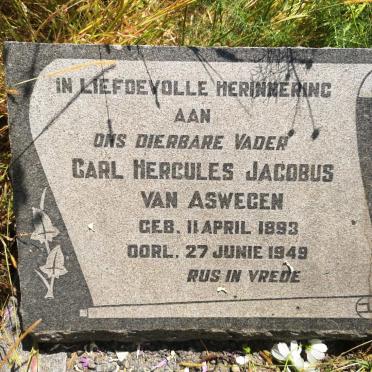 IN LIEFDEVOLLE HERINNERING
AAN
ONS DIERBARE VADER
CARL HERCULES JACOBUS
VAN ASWEGEN
GEB. 11 APRIL 1893
OORL. 27 JUNIE 1949
RUS IN VREDE